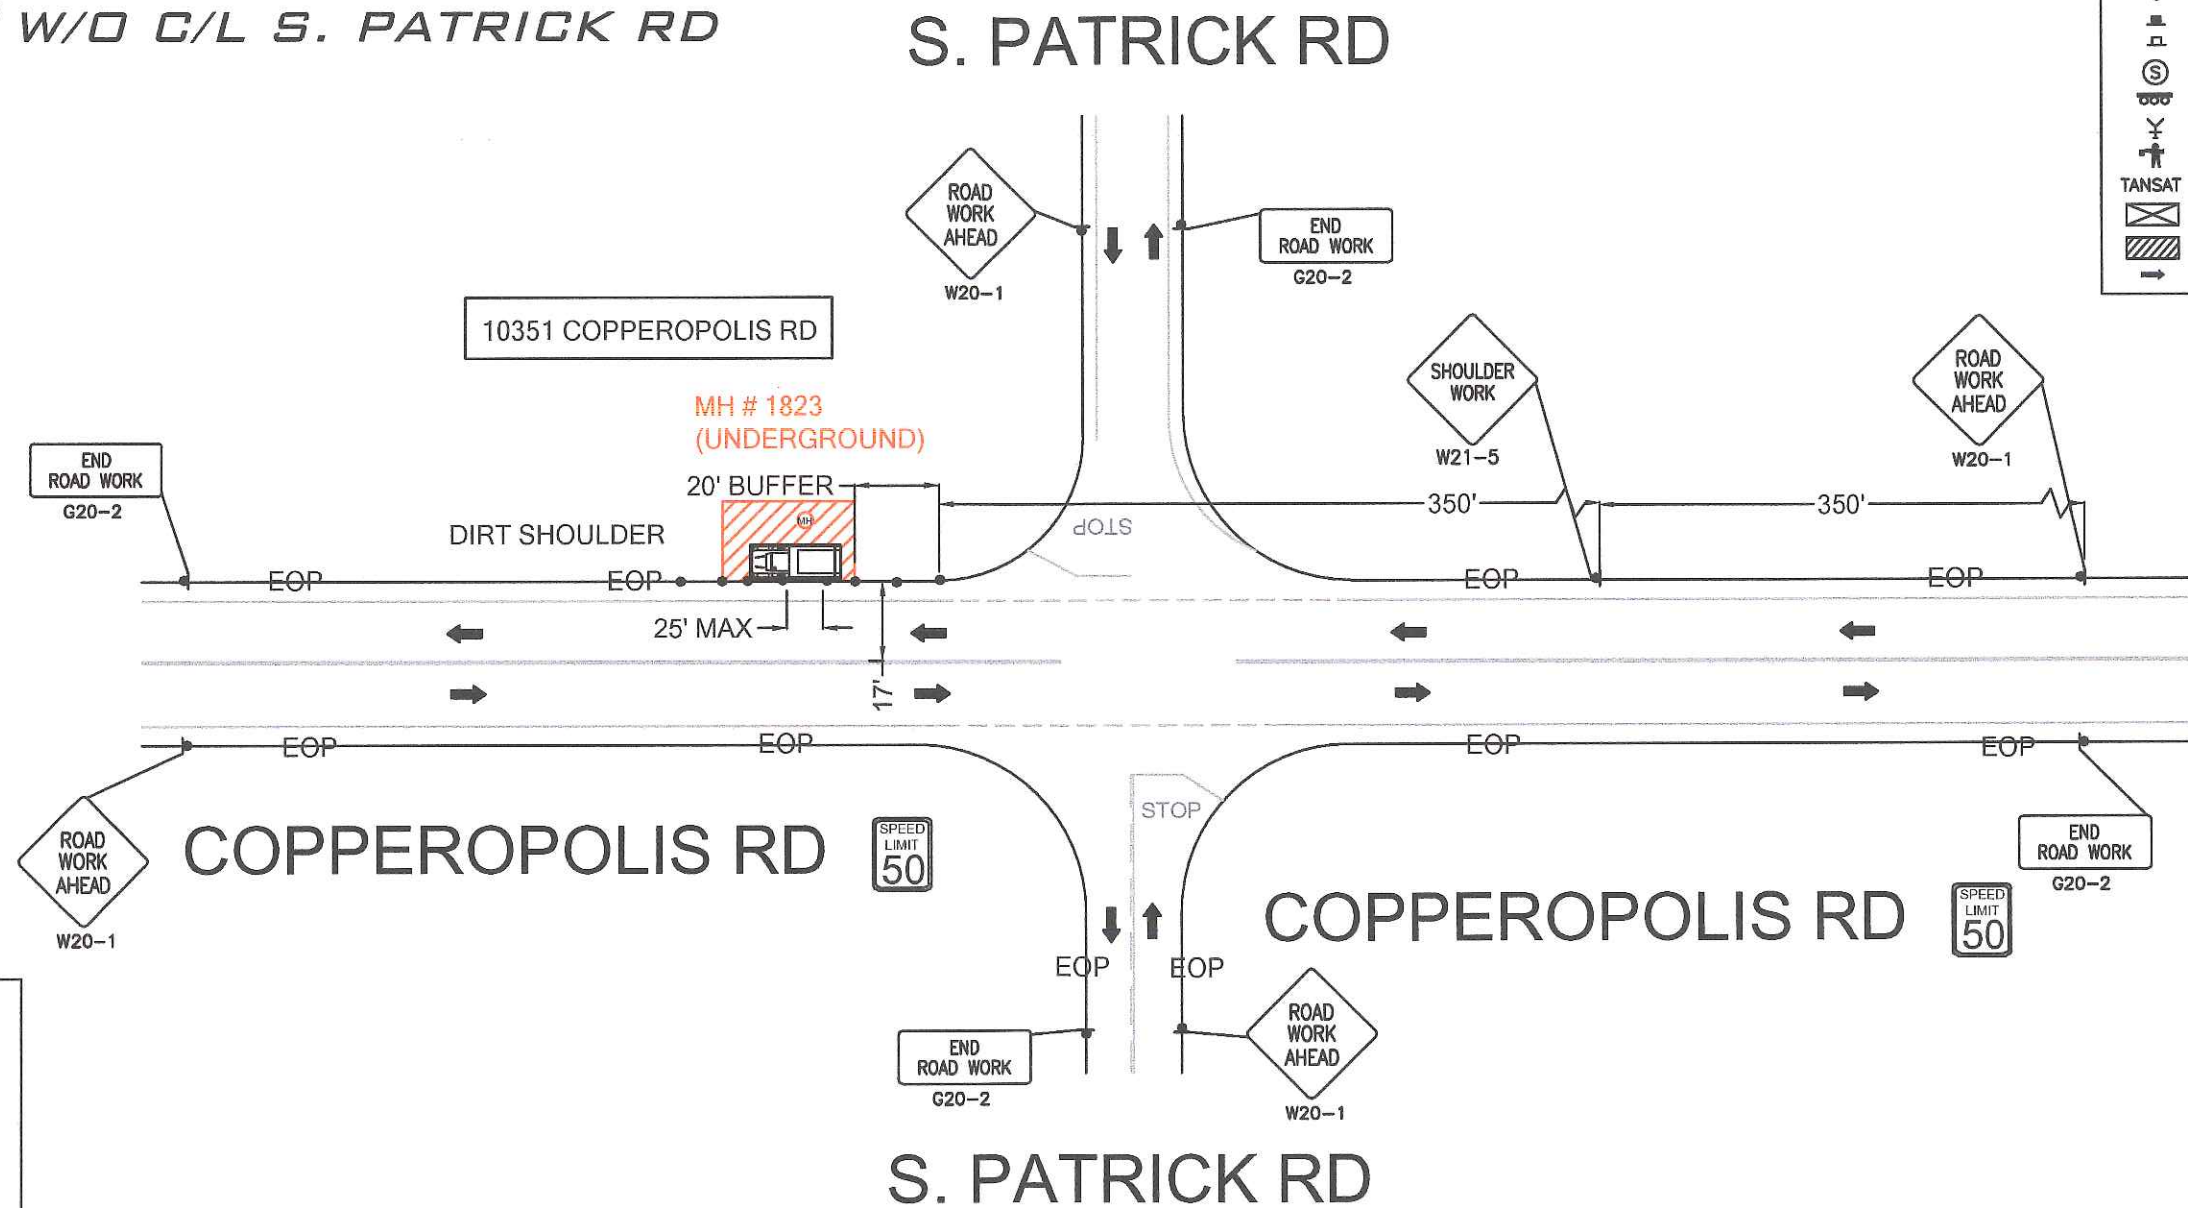 W/O C/L S. PATRICK RD
S. PATRICK RD
S
TANSAT
ROAD
WORK
AHEAD
W20-1
END
ROAD WORK
G20-2
10351 COPPEROPOLIS RD
SHOULDER
WORK
W21-5
ROAD
WORK
AHEAD
W20-1
MH # 1823
(UNDERGROUND)
END
ROAD WORK
G20-2
20' BUFFER
350'
350'
MH
DIRT SHOULDER
STOP
EOP
EOP
EOP
EOP
25' MAX
17'
EOP
EOP
EOP
EOP
STOP
ROAD
WORK
AHEAD
W20-1
COPPEROPOLIS RD
SPEED
LIMIT
50
END
ROAD WORK
G20-2
COPPEROPOLIS RD
SPEED
LIMIT
50
EOP
EOP
END
ROAD WORK
G20-2
ROAD
WORK
AHEAD
W20-1
S. PATRICK RD